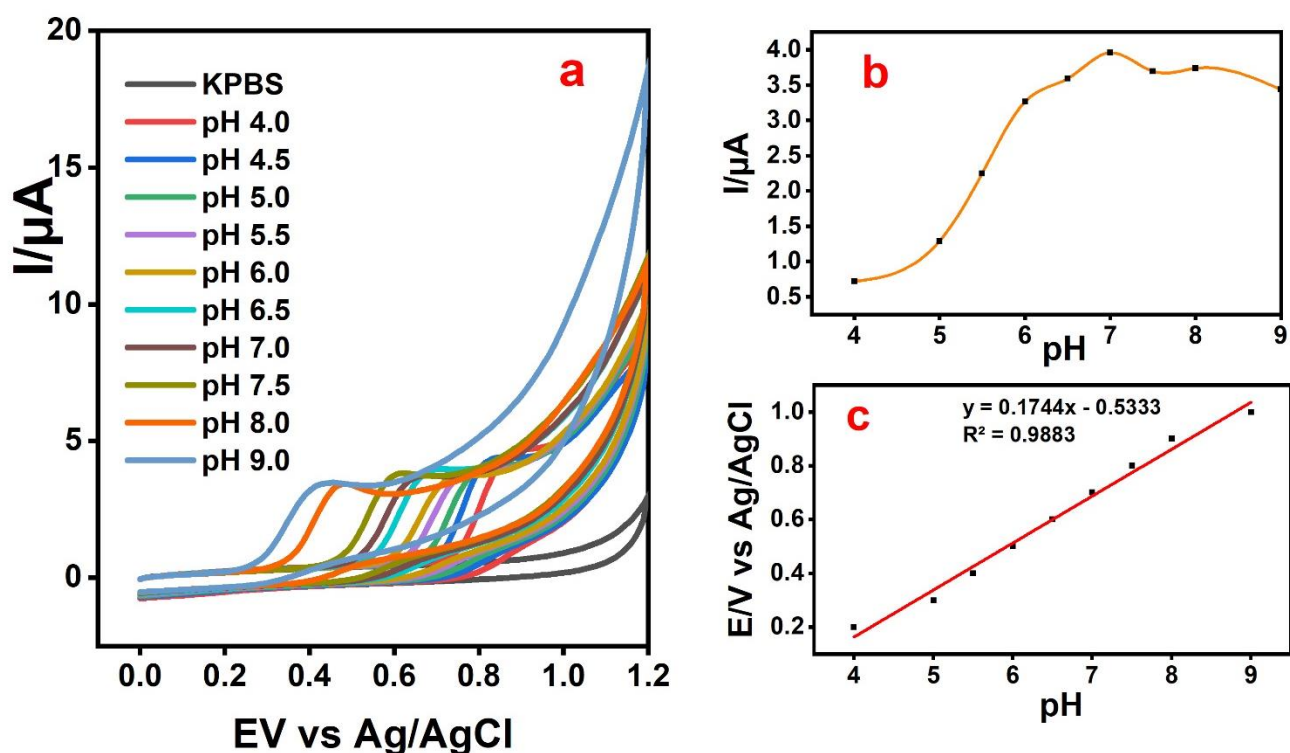 a
20
15
10
5
0
I/µA
KPBS
pH 4.0
pH 4.5
pH 5.0
pH 5.5
pH 6.0
pH 6.5
pH 7.0
pH 7.5
pH 8.0
pH 9.0
0.0 0.2 0.4 0.6 0.8 1.0 1.2
EV vs Ag/AgCl
b
4.0
3.5
3.0
2.5
2.0
1.5
1.0
0.5
I/µA
4 5 6 7 8 9
pH
c
y = 0.1744x - 0.5333
R² = 0.9883
1.0
0.8
0.6
0.4
0.2
E/V vs Ag/AgCl
4 5 6 7 8 9
pH